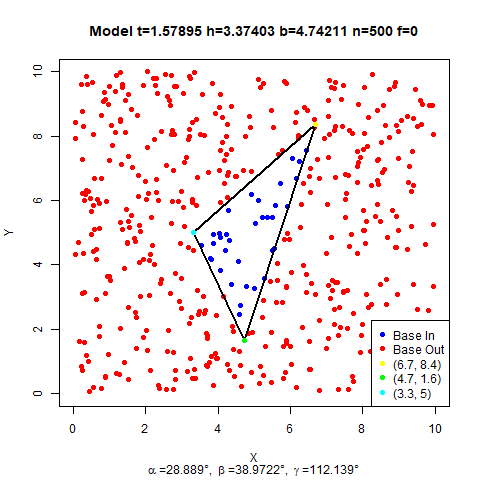 Model t=1.57895 h=3.37403 b=4.74211 n=500 f=0
10
8
6
Y
4
2
0
Base In
Base Out
(6.7, 8.4)
(4.7, 1.6)
(3.3, 5)
0 2 4 6 8 10
X
α =28.889°, β =38.9722°, γ =112.139°